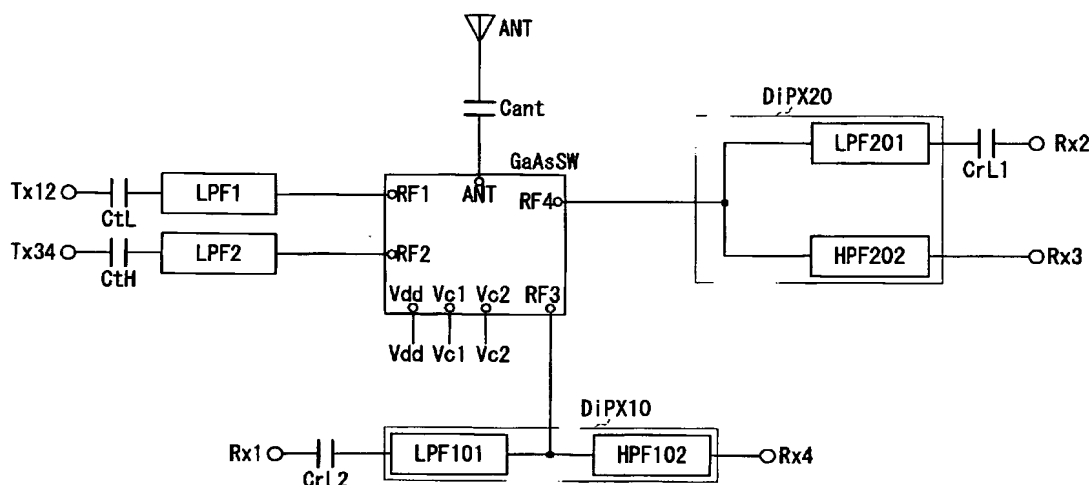 ANT
Cant
DiPX20
LPF201
Rx2
CrL1
GaAsSW
Tx12
LPF1
RF1
ANT
RF4
CtL
Tx34
LPF2
RF2
HPF202
Rx3
CtH
Vdd Vc1 Vc2 RF3
Vdd Vc1 Vc2
DiPX10
Rx1
LPF101
HPF102
Rx4
CrL2